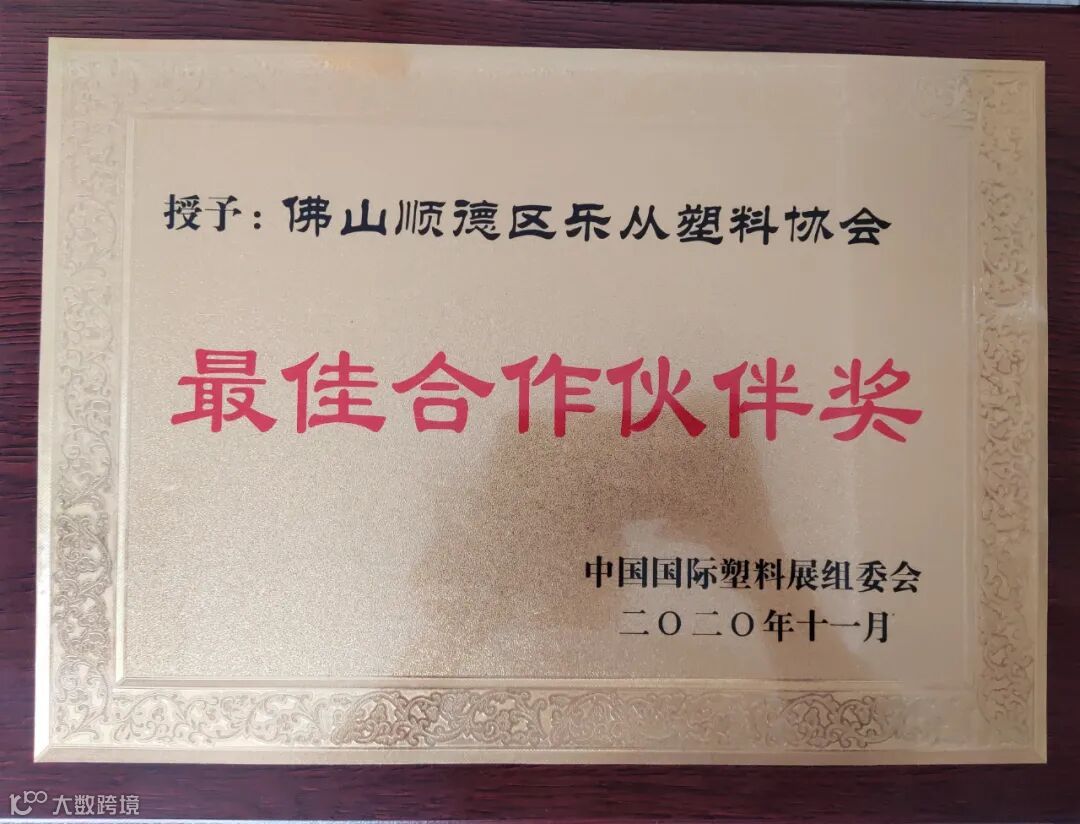 授予：佛山顺德区乐从塑料协会
最佳合作伙伴奖
中国国际塑料展组委会
二〇二〇年十一月
大数跨境